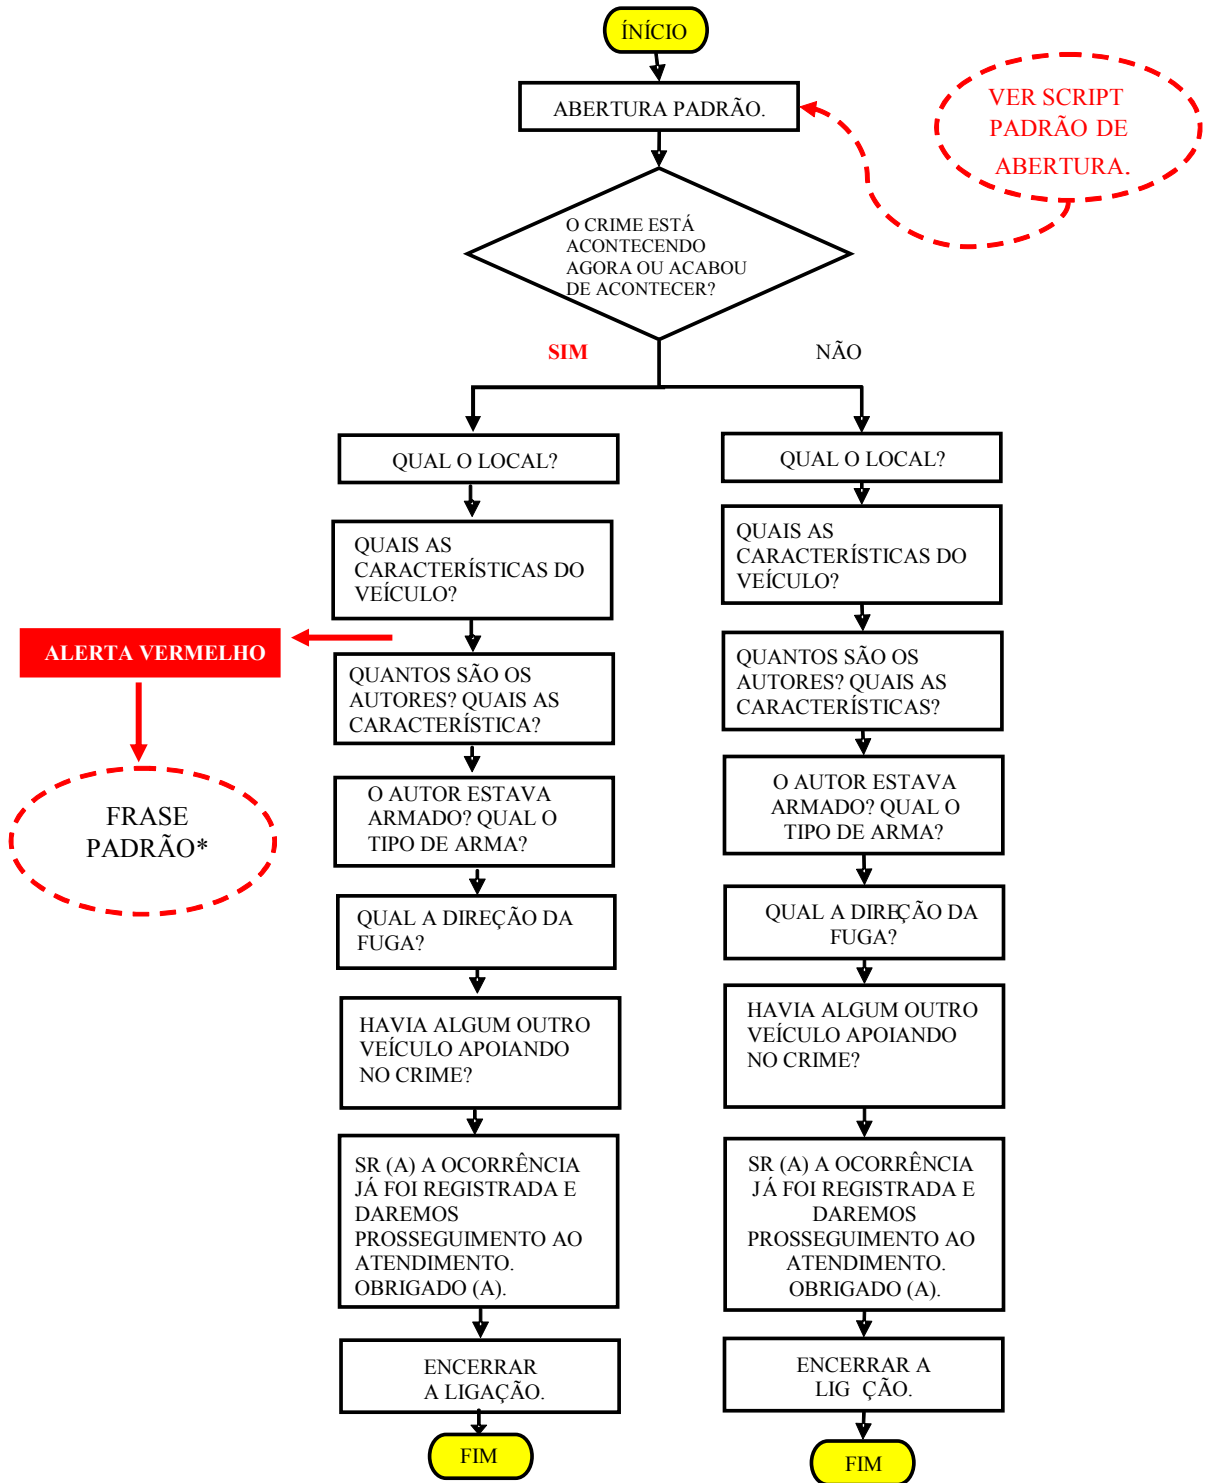 ÍNÍCIO
ABERTURA PADRÃO.
VER SCRIPT
PADRÃO DE
ABERTURA.
O CRIME ESTÁ
ACONTECENDO
AGORA OU ACABOU
DE ACONTECER?
SIM
NÃO
QUAL O LOCAL?
QUAIS AS
CARACTERÍSTICAS DO
VEÍCULO?
ALERTA VERMELHO
FRASE
PADRÃO*
QUANTOS SÃO OS
AUTORES? QUAIS AS
CARACTERÍSTICA?
O AUTOR ESTAVA
ARMADO? QUAL O
TIPO DE ARMA?
QUAL A DIREÇÃO DA
FUGA?
HAVIA ALGUM OUTRO
VEÍCULO APOIANDO
NO CRIME?
SR (A) A OCORRÊNCIA
JÁ FOI REGISTRADA E
DAREMOS
PROSSEGUIMENTO AO
ATENDIMENTO.
OBRIGADO (A).
ENCERRAR
A LIGAÇÃO.
FIM
QUAL O LOCAL?
QUAIS AS
CARACTERÍSTICAS DO
VEÍCULO?
QUANTOS SÃO OS
AUTORES? QUAIS AS
CARACTERÍSTICAS?
O AUTOR ESTAVA
ARMADO? QUAL O
TIPO DE ARMA?
QUAL A DIREÇÃO DA
FUGA?
HAVIA ALGUM OUTRO
VEÍCULO APOIANDO
NO CRIME?
SR (A) A OCORRÊNCIA
JÁ FOI REGISTRADA E
DAREMOS
PROSSEGUIMENTO AO
ATENDIMENTO.
OBRIGADO (A).
ENCERRAR A
LIG ÇÃO.
FIM